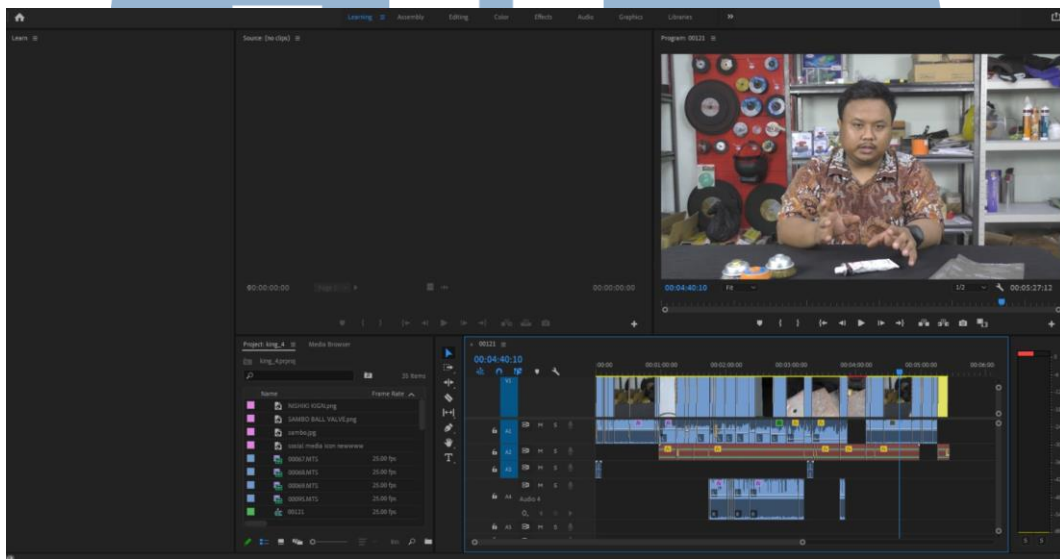 Learning Assembly Editing Color Effects Audio Graphics Libraries
Learn
Source: (no clips)
Program: 00121
00:00:00:00
00:00:00:00
00:04:40:10 Fit 1/2 00:05:27:12
Project: king_4 Media Browser
king_4.prproj
Name Frame Rate
NISHIKI KIGN.png
SAMBO BALL VALVE.png
sambo.jpg
social media icon newwww
00067.MTS 25.00 fps
00068.MTS 25.00 fps
00069.MTS 25.00 fps
00095.MTS 25.00 fps
00121 25.00 fps
00121
00:04:40:10
:00:00 00:01:00:00 00:02:00:00 00:03:00:00 00:04:00:00 00:05:00:00 00:06:00
V1
A1 M S
A2 M S
A3 M S
M S
A4 Audio 4
A5 M S
S S